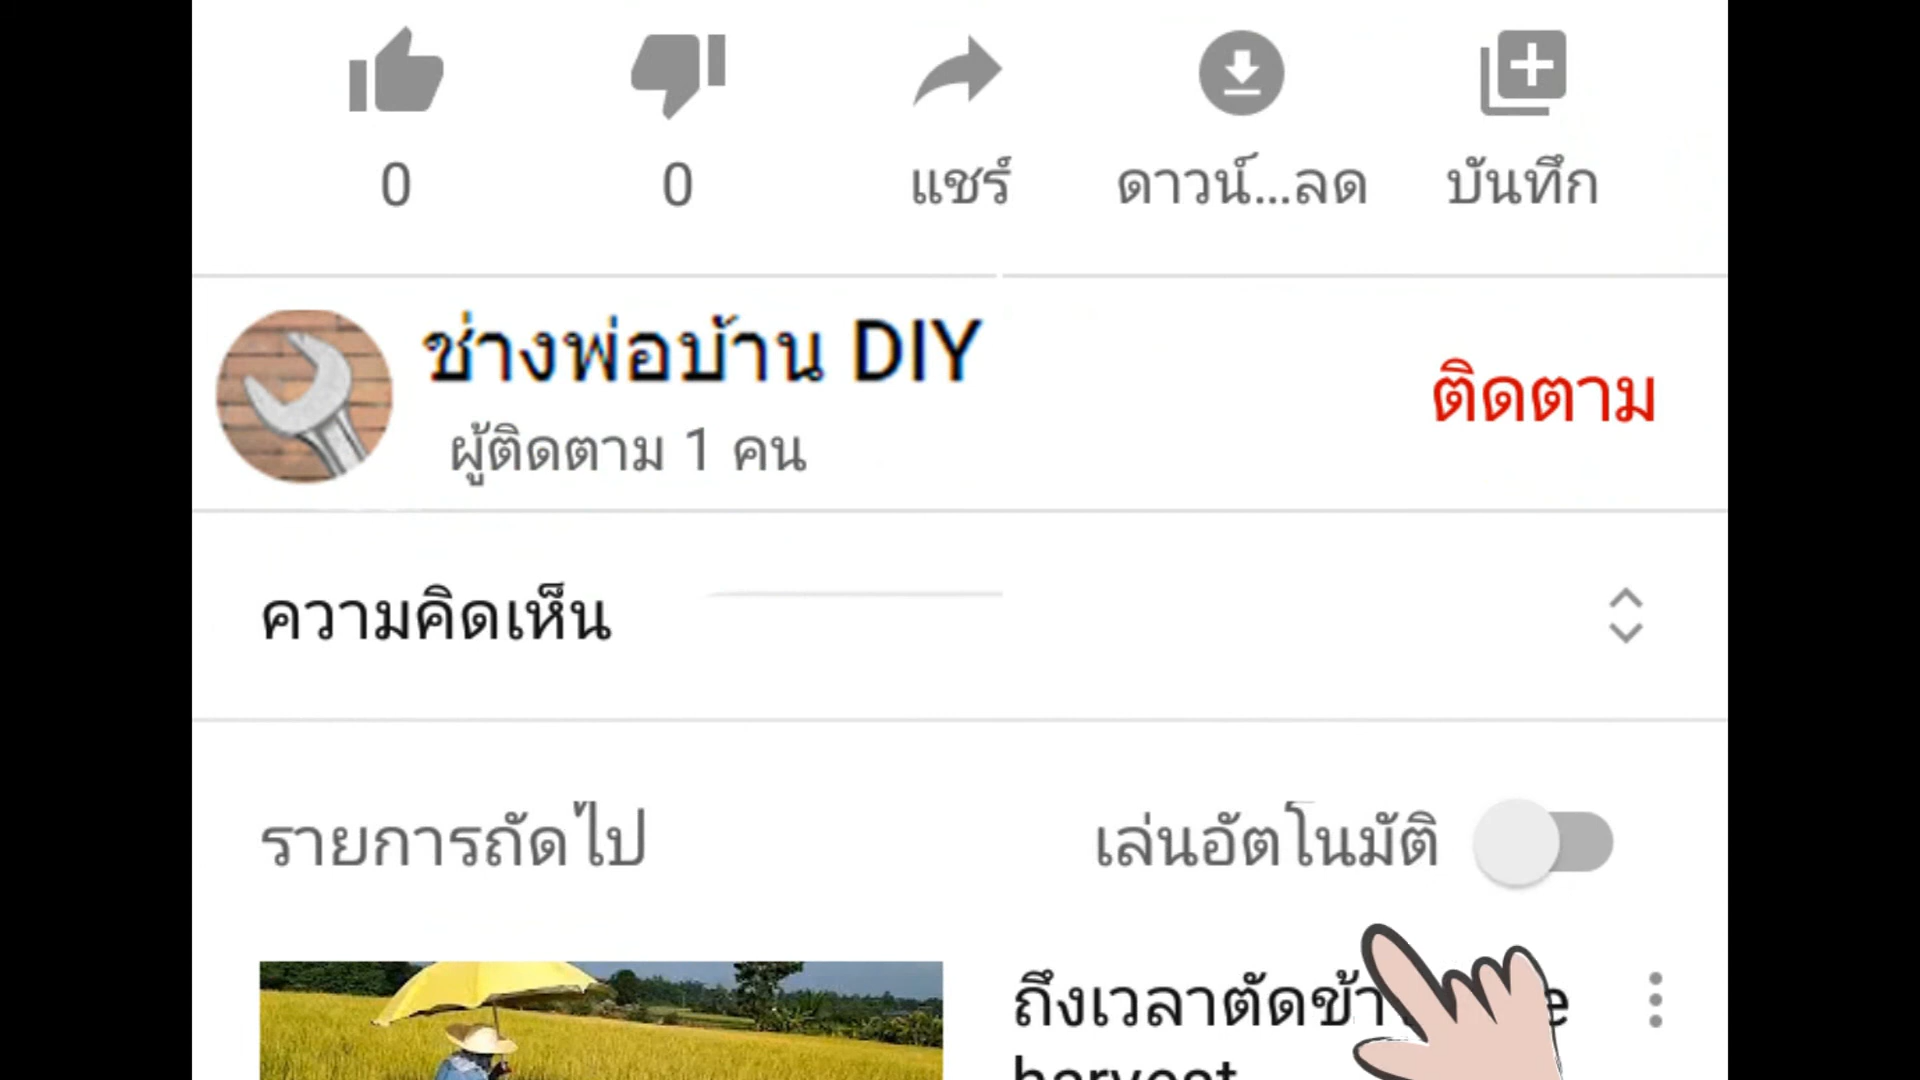 0 0 แชร์ ดาวน์...ลด บันทึก
ช่างพ่อบ้าน DIY
ติดตาม
ผู้ติดตาม 1 คน
ความคิดเห็น
รายการถัดไป เล่นอัตโนมัติ
ถึงเวลาตัดข้า
harvest